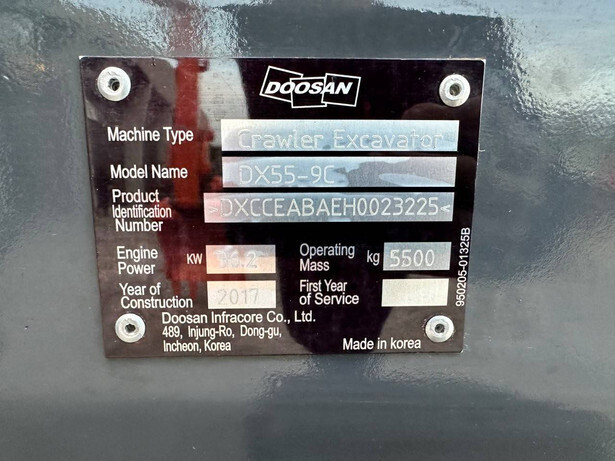 DOOSAN
Machine Type Crawler Excavator
Model Name DX55-9C
Product Identification Number >DXCCEABAEH0023225<
Engine Power KW Operating Mass kg 5500
Year of Construction 2017 First Year of Service
Doosan Infracore Co., Ltd.
489, Injung-Ro, Dong-gu,
Incheon, Korea
Made in korea
950205-01325B